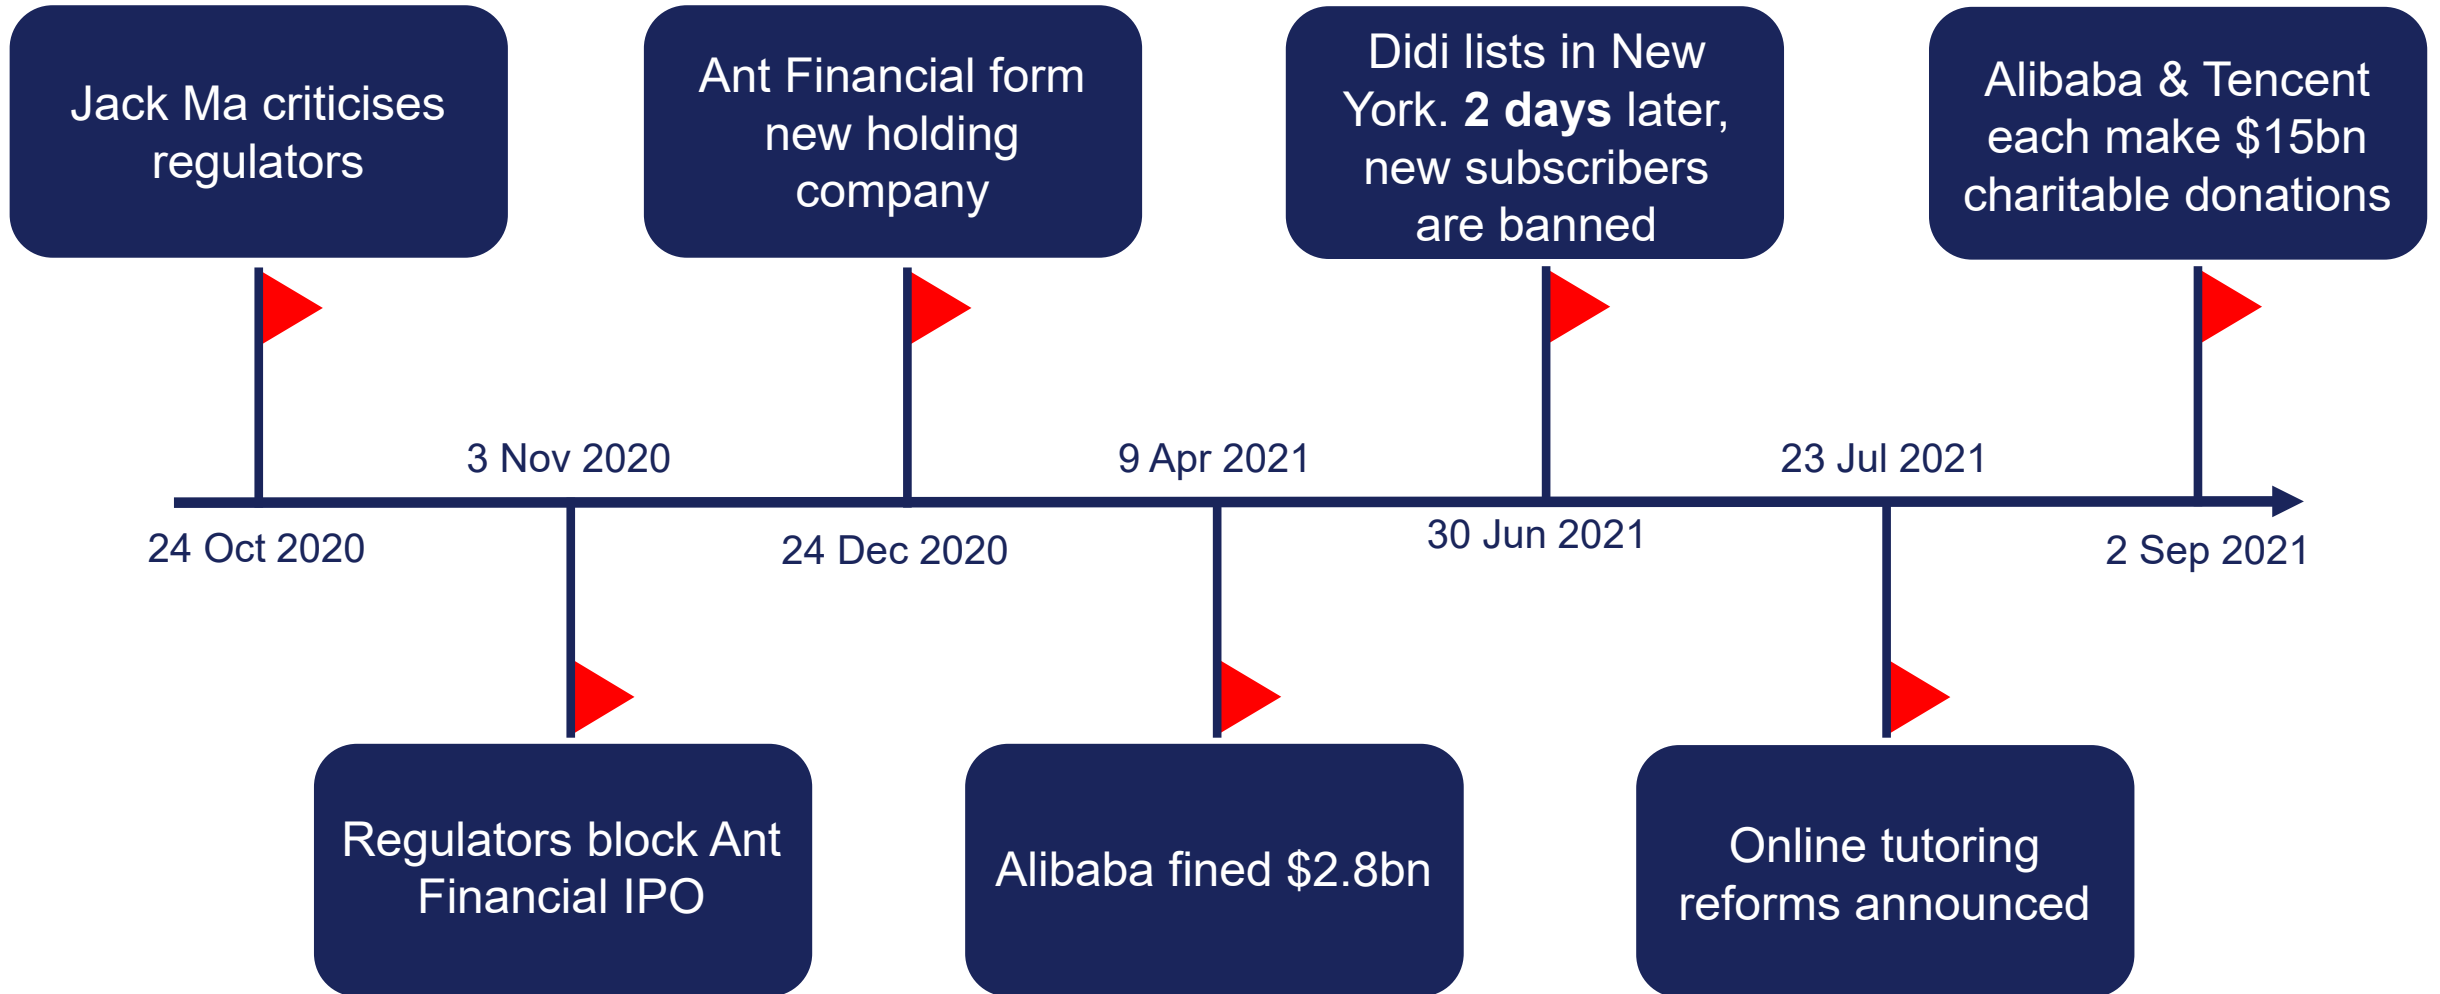 Jack Ma criticises
regulators
Ant Financial form
new holding
company
Didi lists in New
York. 2 days later,
new subscribers
are banned
Alibaba & Tencent
each make $15bn
charitable donations
3 Nov 2020
9 Apr 2021
23 Jul 2021
24 Oct 2020
24 Dec 2020
30 Jun 2021
2 Sep 2021
Regulators block Ant
Financial IPO
Alibaba fined $2.8bn
Online tutoring
reforms announced